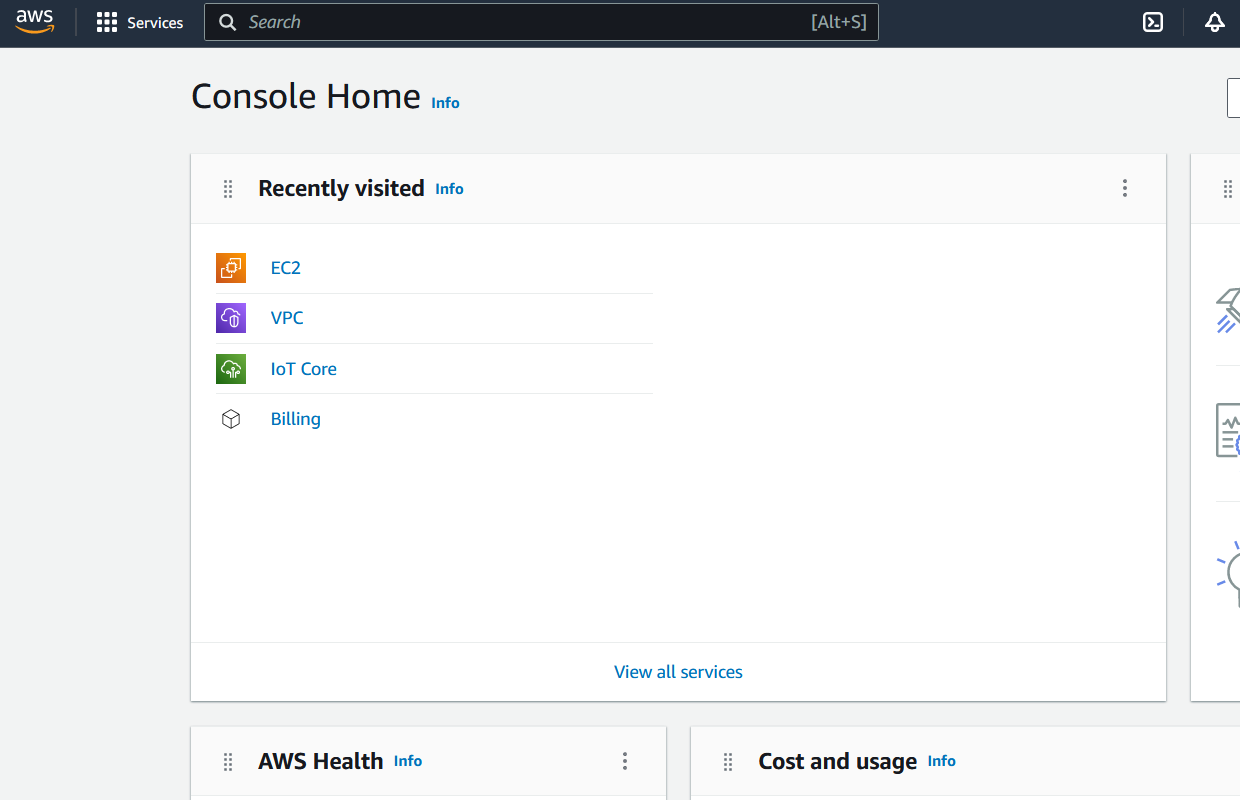 aws Services Search [Alt+S]
Console Home Info
Recently visited Info
EC2
VPC
IoT Core
Billing
View all services
AWS Health Info
Cost and usage Info